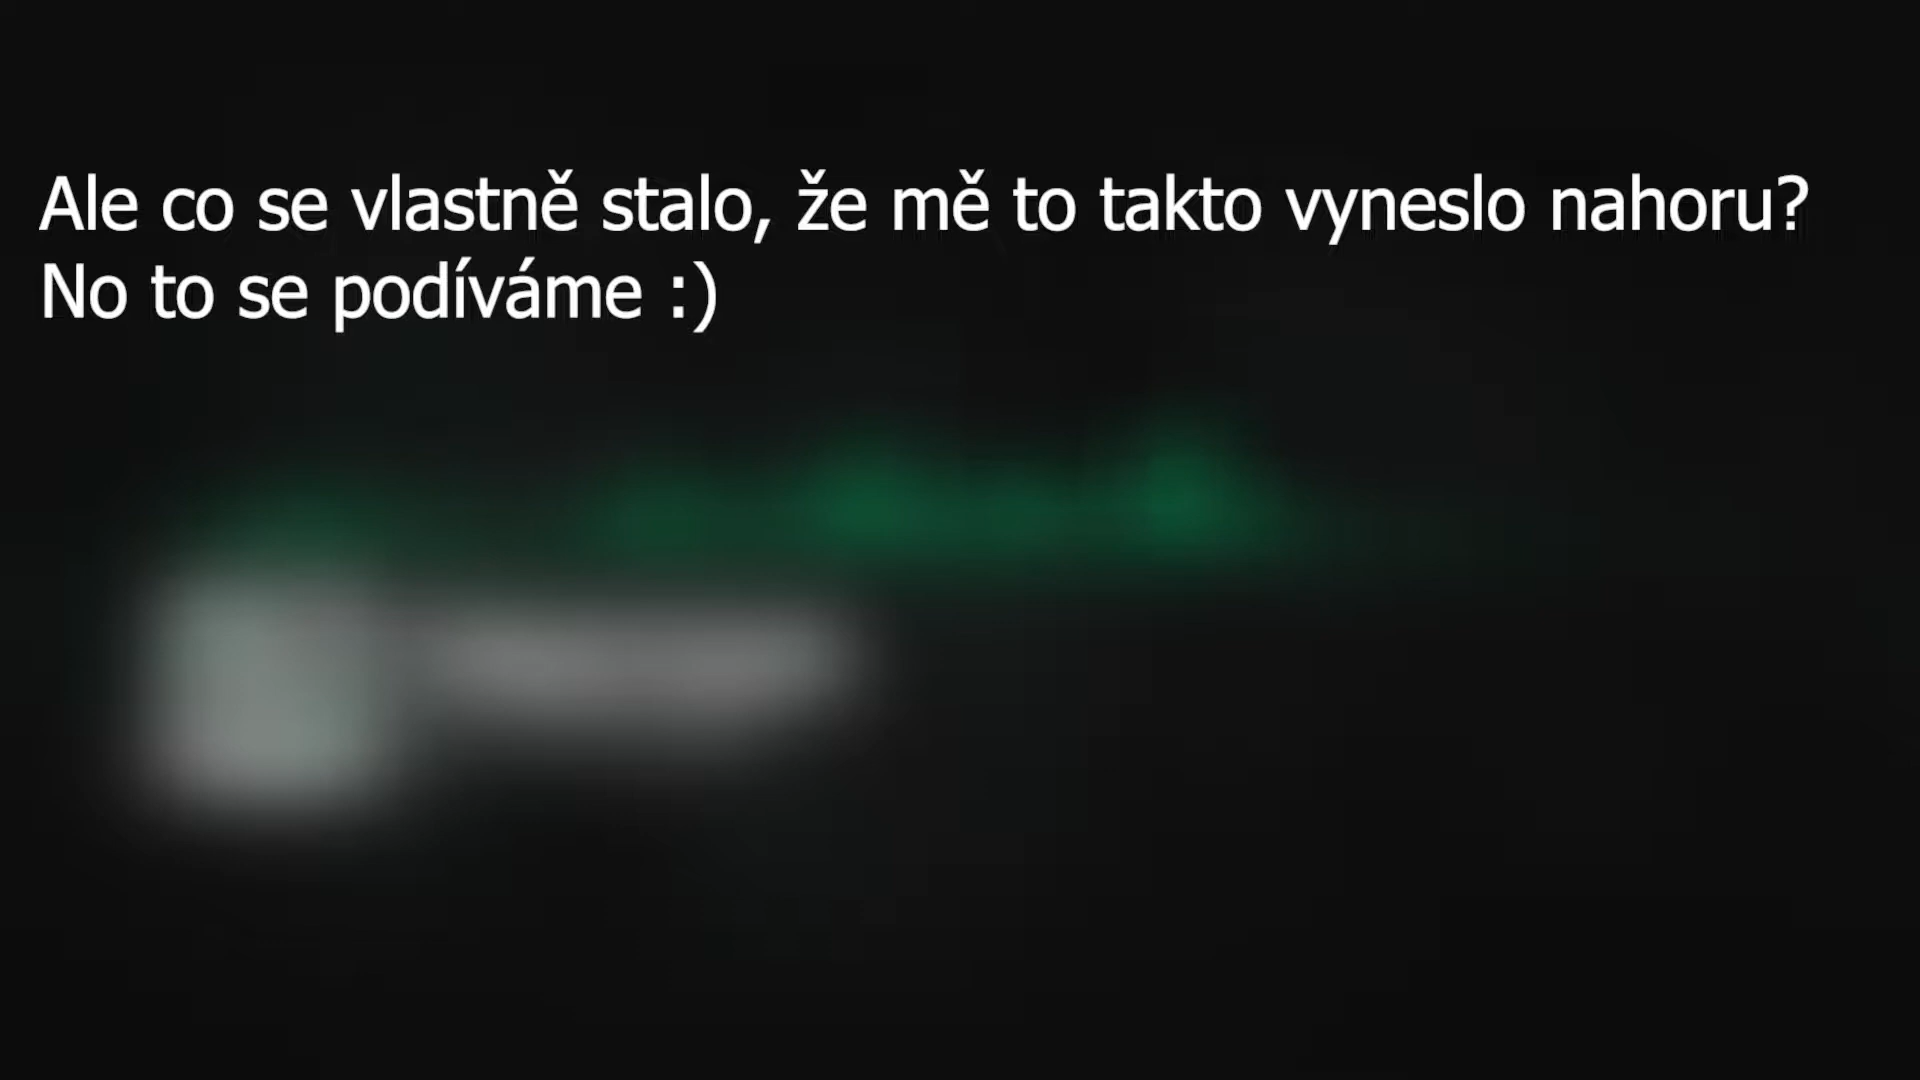 Ale co se vlastně stalo, že mě to takto vyneslo nahoru?
No to se podíváme :)